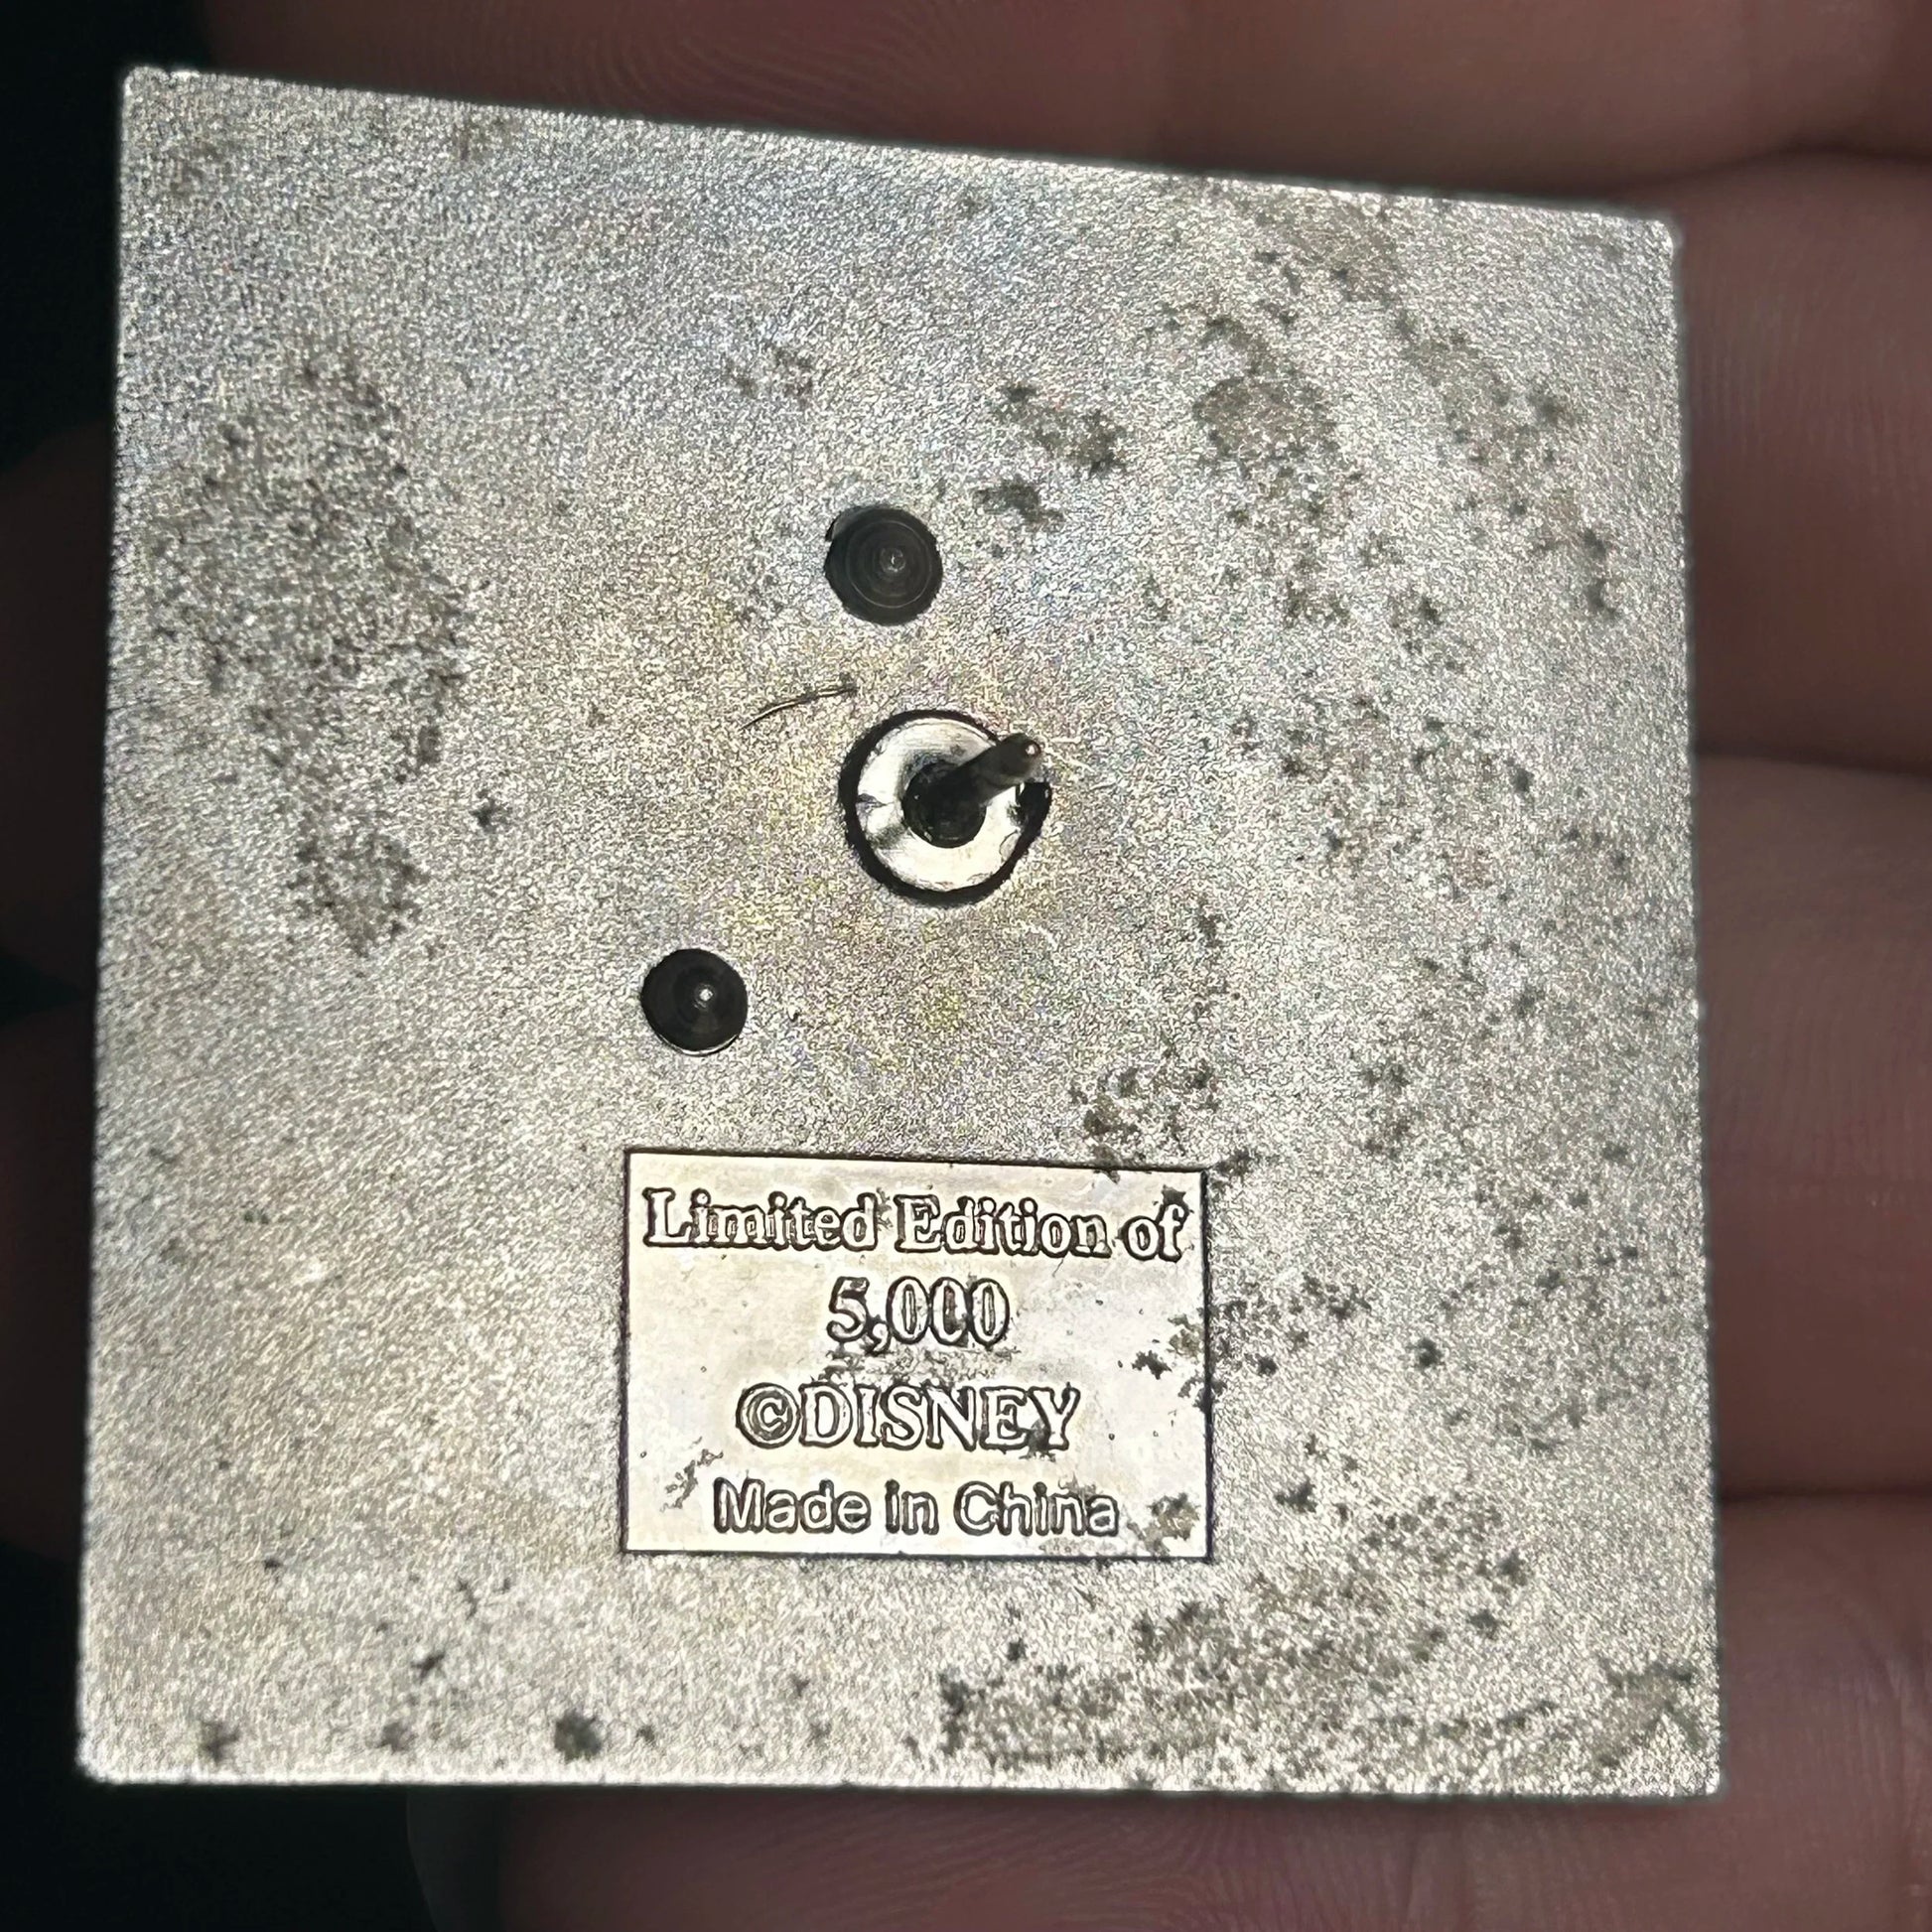 Limited Edition of
5,000
©DISNEY
Made in China